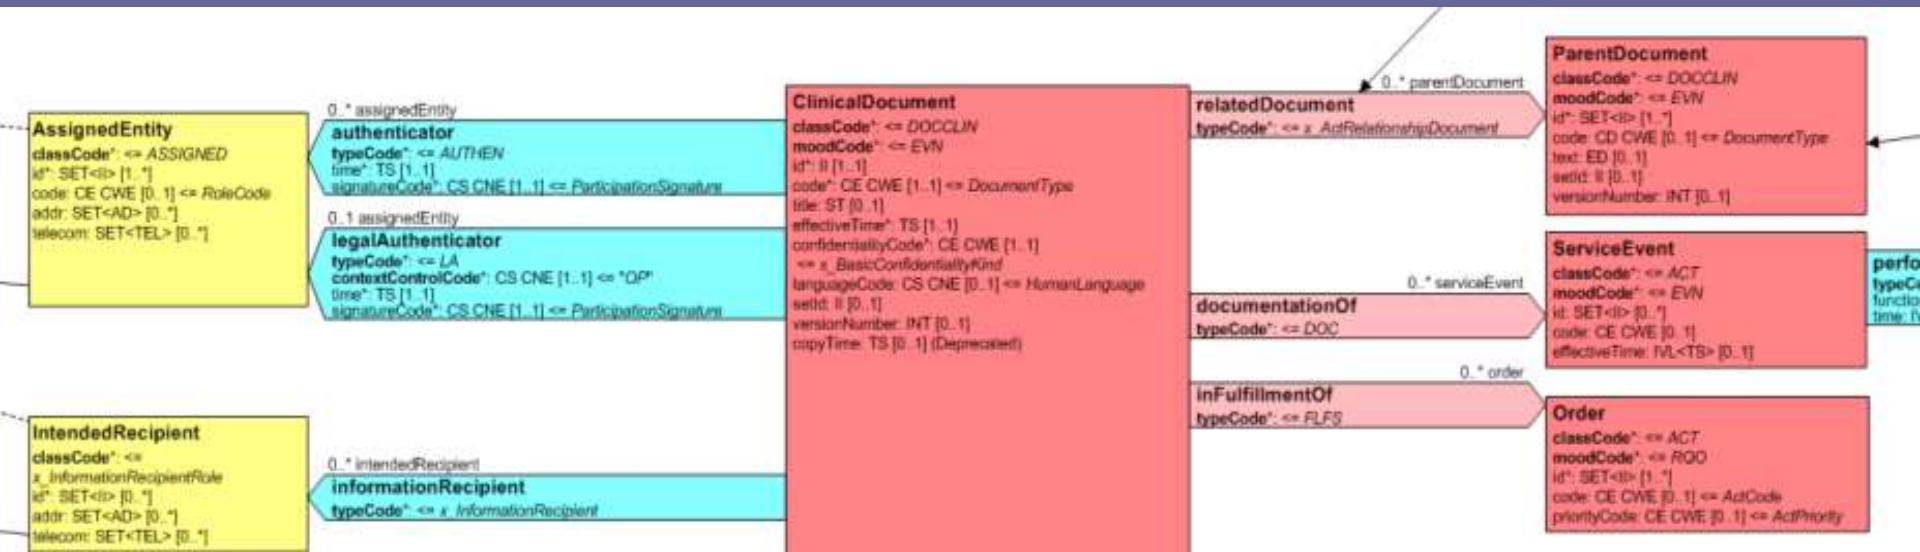 0..* assignedEntity
AssignedEntity
classCode*: <= ASSIGNED
id*: SET<II> [1..*]
code: CE CWE [0..1] <= RoleCode
addr: SET<AD> [0..*]
telecom: SET<TEL> [0..*]
authenticator
typeCode*: <= AUTHEN
time*: TS [1..1]
signatureCode*: CS CNE [1..1] <= ParticipationSignature
0..1 assignedEntity
legalAuthenticator
typeCode*: <= LA
contextControlCode*: CS CNE [1..1] <= "OP"
time*: TS [1..1]
signatureCode*: CS CNE [1..1] <= ParticipationSignature
IntendedRecipient
classCode*: <=
x_InformationRecipientRole
id*: SET<II> [0..*]
addr: SET<AD> [0..*]
telecom: SET<TEL> [0..*]
0..* intendedRecipient
informationRecipient
typeCode*: <= x_InformationRecipient
ClinicalDocument
classCode*: <= DOCCLIN
moodCode*: <= EVN
id*: II [1..1]
code*: CE CWE [1..1] <= DocumentType
title: ST [0..1]
effectiveTime*: TS [1..1]
confidentialityCode*: CE CWE [1..1]
<= x_BasicConfidentialityKind
languageCode: CS CNE [0..1] <= HumanLanguage
setId: II [0..1]
versionNumber: INT [0..1]
copyTime: TS [0..1] (Deprecated)
0..* parentDocument
relatedDocument
typeCode*: <= x_ActRelationshipDocument
0..* serviceEvent
documentationOf
typeCode*: <= DOC
0..* order
inFulfillmentOf
typeCode*: <= FLFS
ParentDocument
classCode*: <= DOCCLIN
moodCode*: <= EVN
id*: SET<II> [1..*]
code: CD CWE [0..1] <= DocumentType
text: ED [0..1]
setId: II [0..1]
versionNumber: INT [0..1]
ServiceEvent
classCode*: <= ACT
moodCode*: <= EVN
id: SET<II> [0..*]
code: CE CWE [0..1]
effectiveTime: IVL<TS> [0..1]
Order
classCode*: <= ACT
moodCode*: <= RQO
id*: SET<II> [1..*]
code: CE CWE [0..1] <= ActCode
priorityCode: CE CWE [0..1] <= ActPriority
perfo
typeC
functio
time: IV